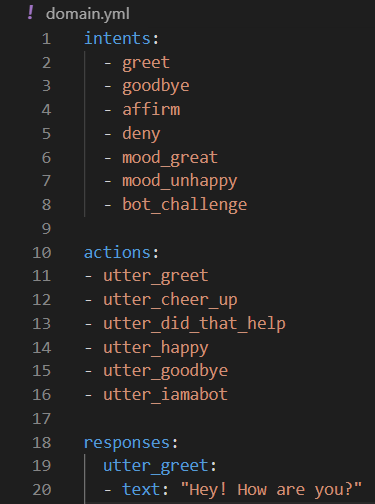 ! domain.yml
1 intents:
2   - greet
3   - goodbye
4   - affirm
5   - deny
6   - mood_great
7   - mood_unhappy
8   - bot_challenge
9
10 actions:
11 - utter_greet
12 - utter_cheer_up
13 - utter_did_that_help
14 - utter_happy
15 - utter_goodbye
16 - utter_iamabot
17
18 responses:
19   utter_greet:
20   - text: "Hey! How are you?"